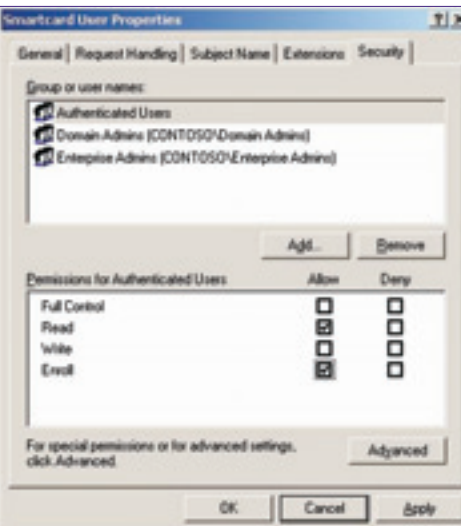 Smartcard User Properties
General Request Handling Subject Name Extensions Security
Group or user names:
Authenticated Users
Domain Admins (CONTOSO\Domain Admins)
Enterprise Admins (CONTOSO\Enterprise Admins)
Add... Remove
Permissions for Authenticated Users Allow Deny
Full Control
Read
Write
Enroll
For special permissions or for advanced settings,
click Advanced.
Advanced
OK Cancel Apply